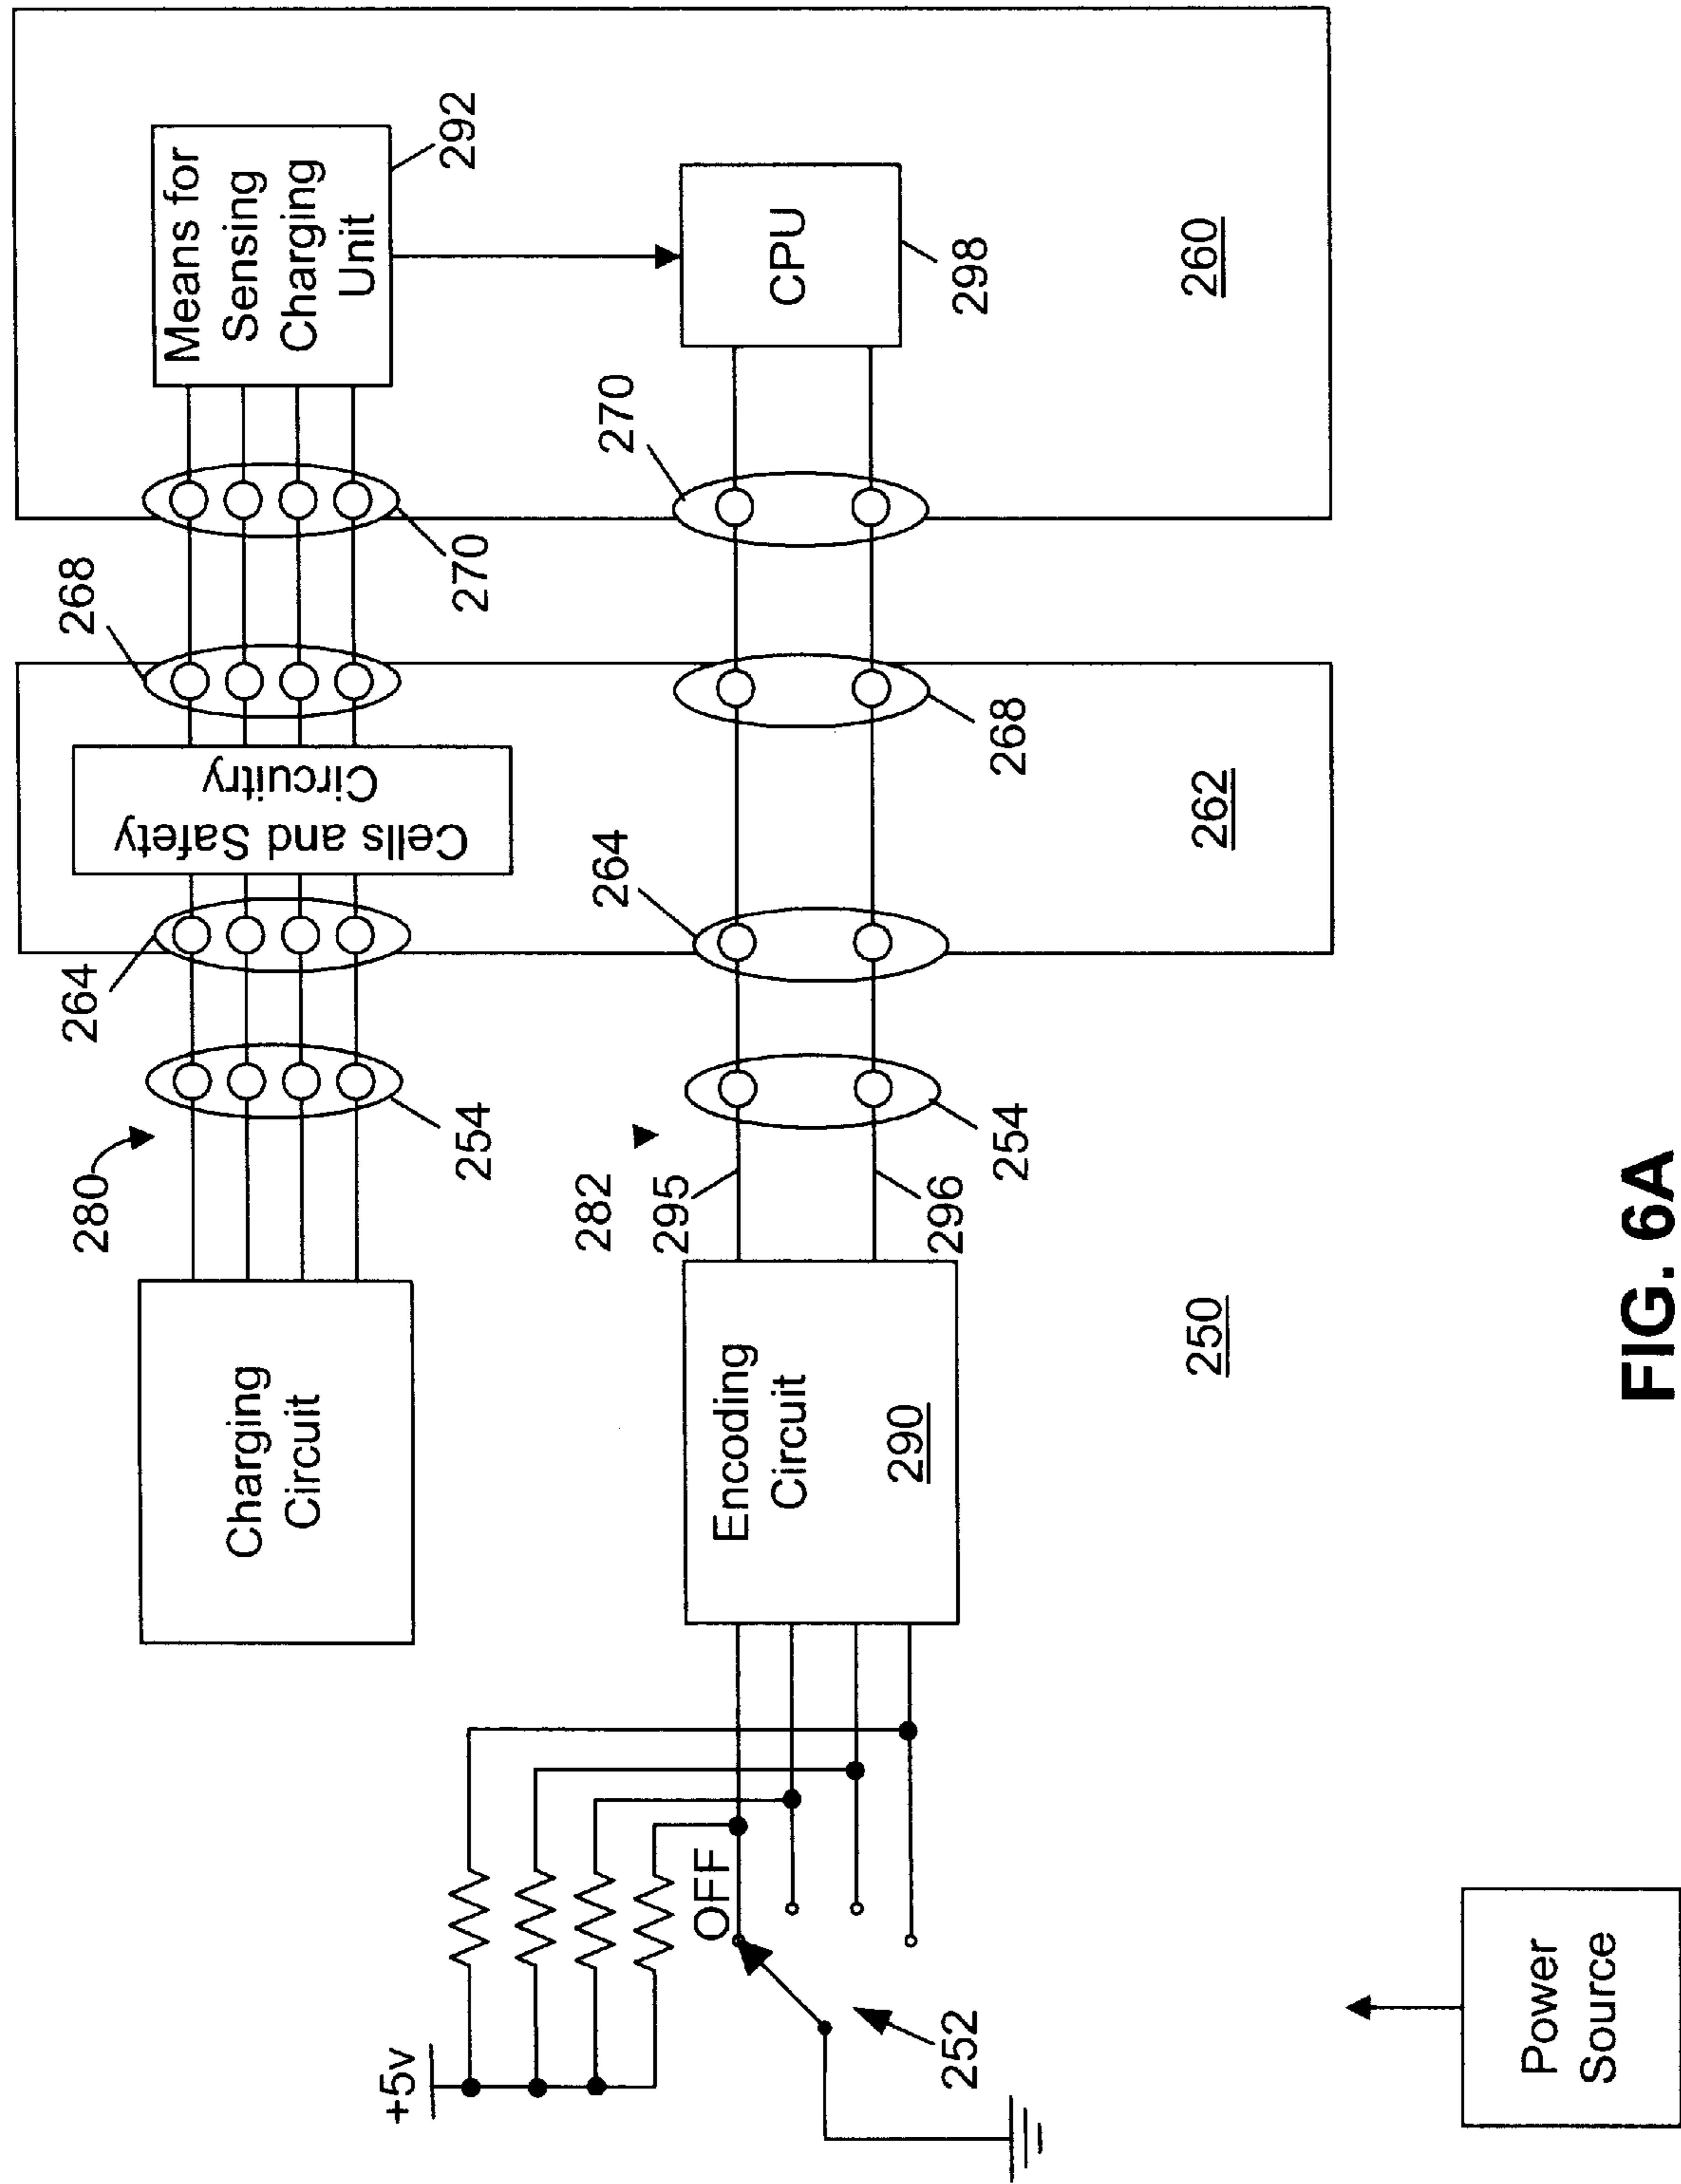 Means for
Sensing
Charging
Unit
292
CPU
298
260
270
270
268
268
Cells and Safety
Circuitry
262
264
264
280
254
282
295
296
254
Charging
Circuit
Encoding
Circuit
290
250
+5v
OFF
252
Power
Source
FIG. 6A